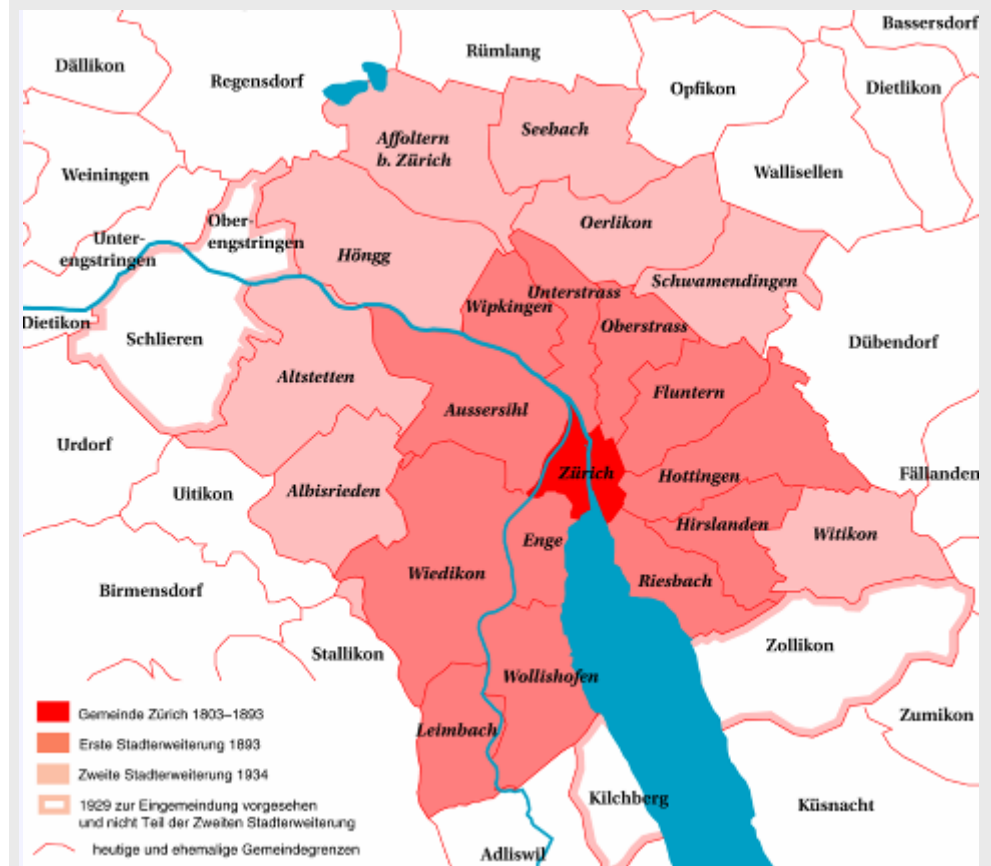 Bassersdorf
Rümlang
Dällikon
Regensdorf
Opfikon
Dietlikon
Seebach
Affoltern
b. Zürich
Weiningen
Wallisellen
Ober-
engstringen
Oerlikon
Unter-
engstringen
Höngg
Schwamendingen
Unterstrass
Wipkingen
Dietikon
Oberstrass
Schlieren
Dübendorf
Altstetten
Fluntern
Aussersihl
Urdorf
Zürich
Hottingen
Fällanden
Uitikon
Albisrieden
Hirslanden
Witikon
Enge
Wiedikon
Riesbach
Birmensdorf
Zollikon
Stallikon
Wollishofen
Zumikon
Leimbach
Kilchberg
Küsnacht
Adliswil
Gemeinde Zürich 1803–1893
Erste Stadterweiterung 1893
Zweite Stadterweiterung 1934
1929 zur Eingemeindung vorgesehen
und nicht Teil der Zweiten Stadterweiterung
heutige und ehemalige Gemeindegrenzen